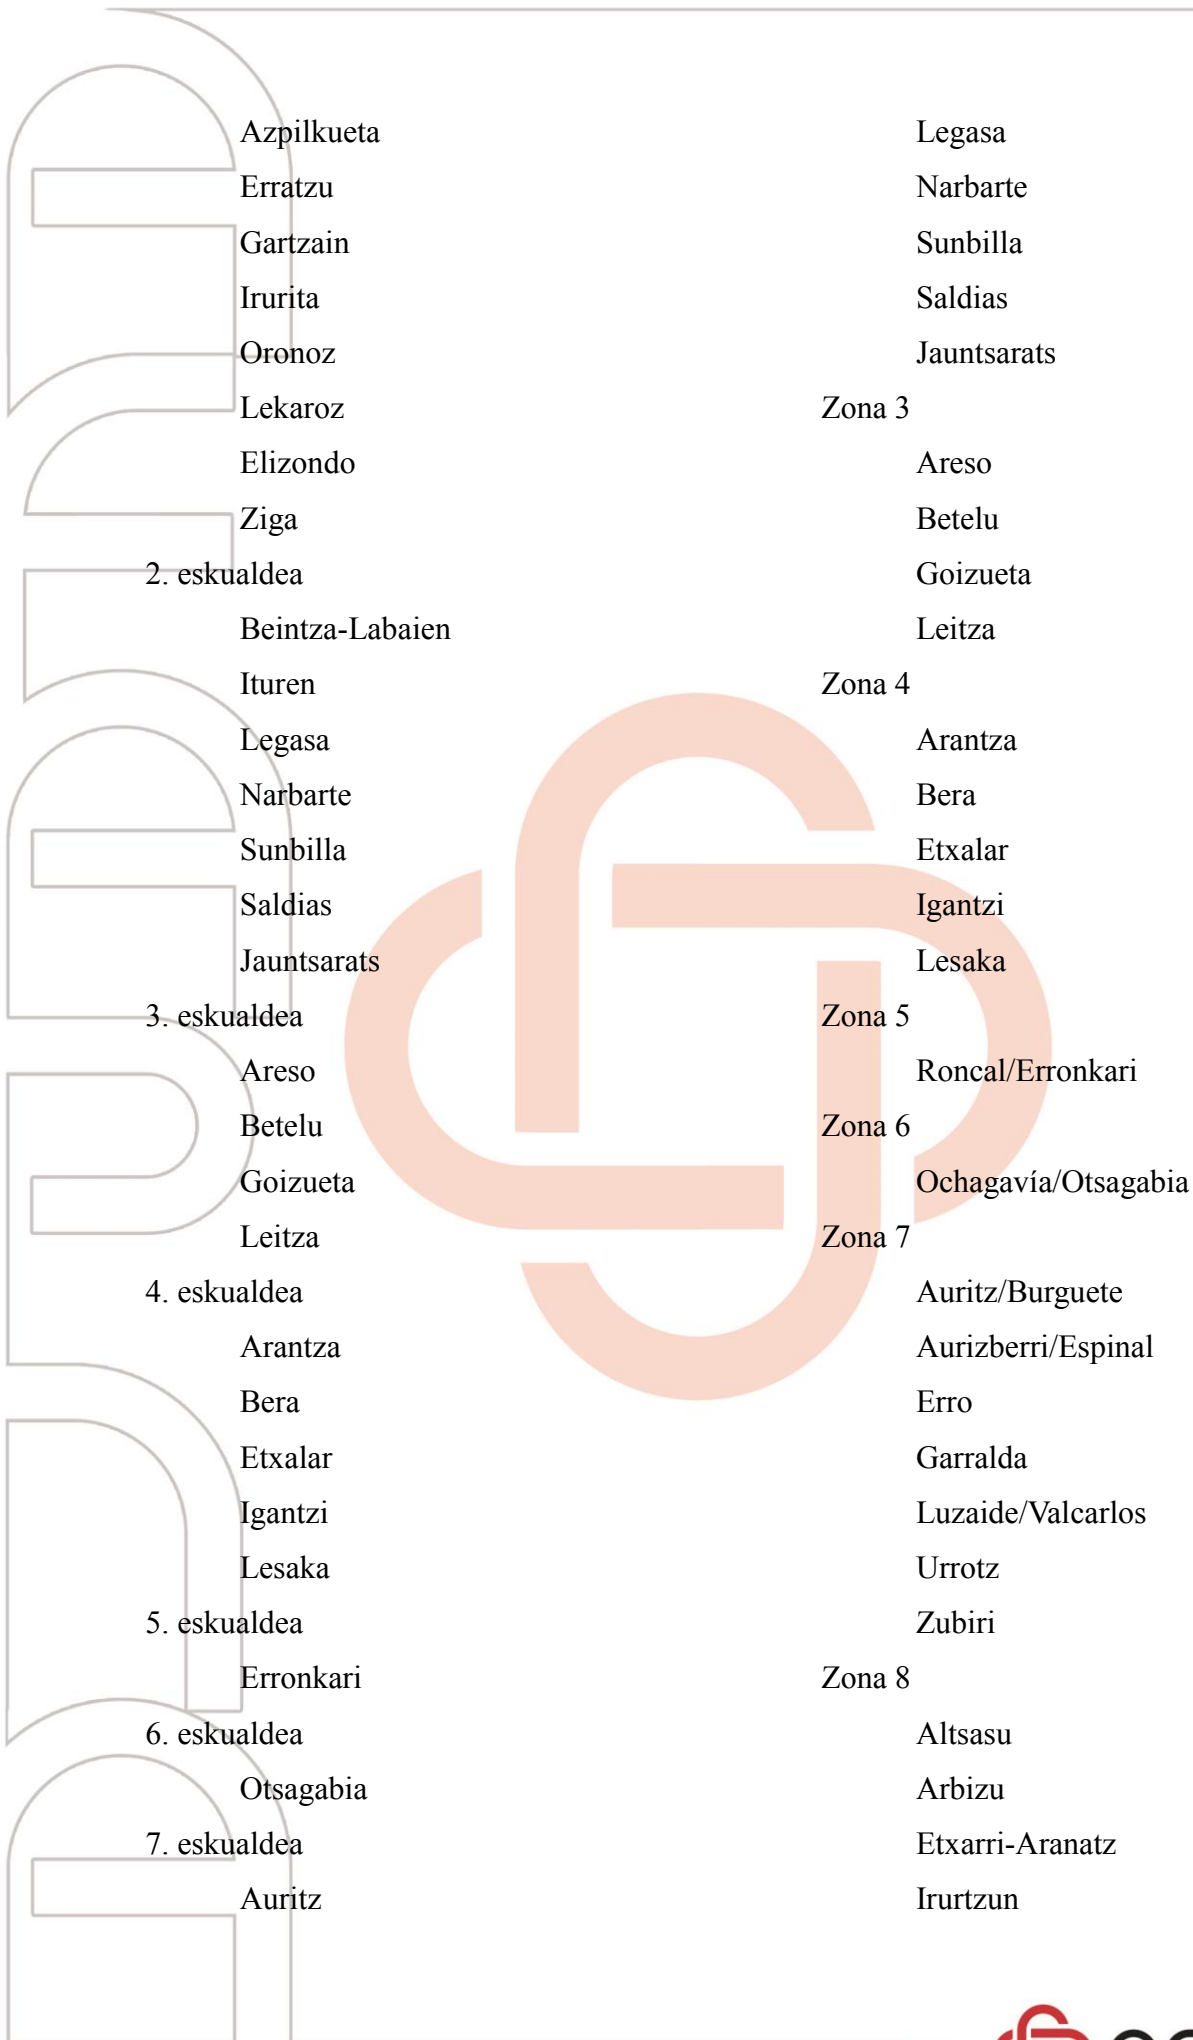 Azpilkueta
Erratzu
Gartzain
Irurita
Oronoz
Lekaroz
Elizondo
Ziga
2. eskualdea
Beintza-Labaien
Ituren
Legasa
Narbarte
Sunbilla
Saldias
Jauntsarats
3. eskualdea
Areso
Betelu
Goizueta
Leitza
4. eskualdea
Arantza
Bera
Etxalar
Igantzi
Lesaka
5. eskualdea
Erronkari
6. eskualdea
Otsagabia
7. eskualdea
Auritz
Legasa
Narbarte
Sunbilla
Saldias
Jauntsarats
Zona 3
Areso
Betelu
Goizueta
Leitza
Zona 4
Arantza
Bera
Etxalar
Igantzi
Lesaka
Zona 5
Roncal/Erronkari
Zona 6
Ochagavía/Otsagabia
Zona 7
Auritz/Burguete
Aurizberri/Espinal
Erro
Garralda
Luzaide/Valcarlos
Urrotz
Zubiri
Zona 8
Altsasu
Arbizu
Etxarri-Aranatz
Irurtzun